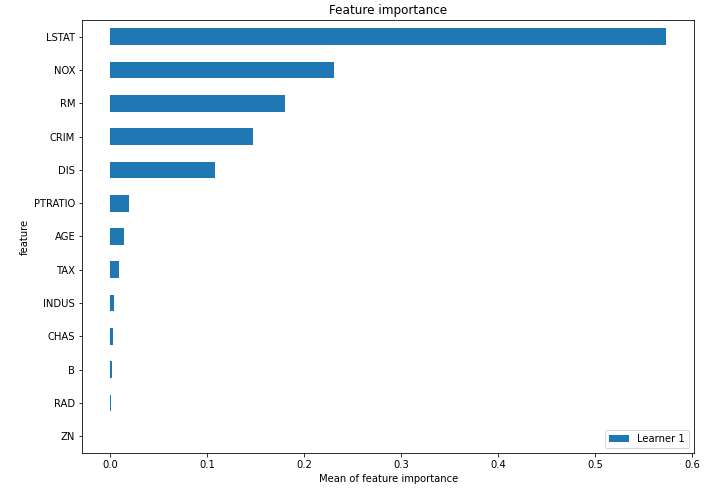 Feature importance
LSTAT
NOX
RM
CRIM
DIS
PTRATIO
AGE
TAX
INDUS
CHAS
B
RAD
ZN
feature
Learner 1
0.0 0.1 0.2 0.3 0.4 0.5 0.6
Mean of feature importance